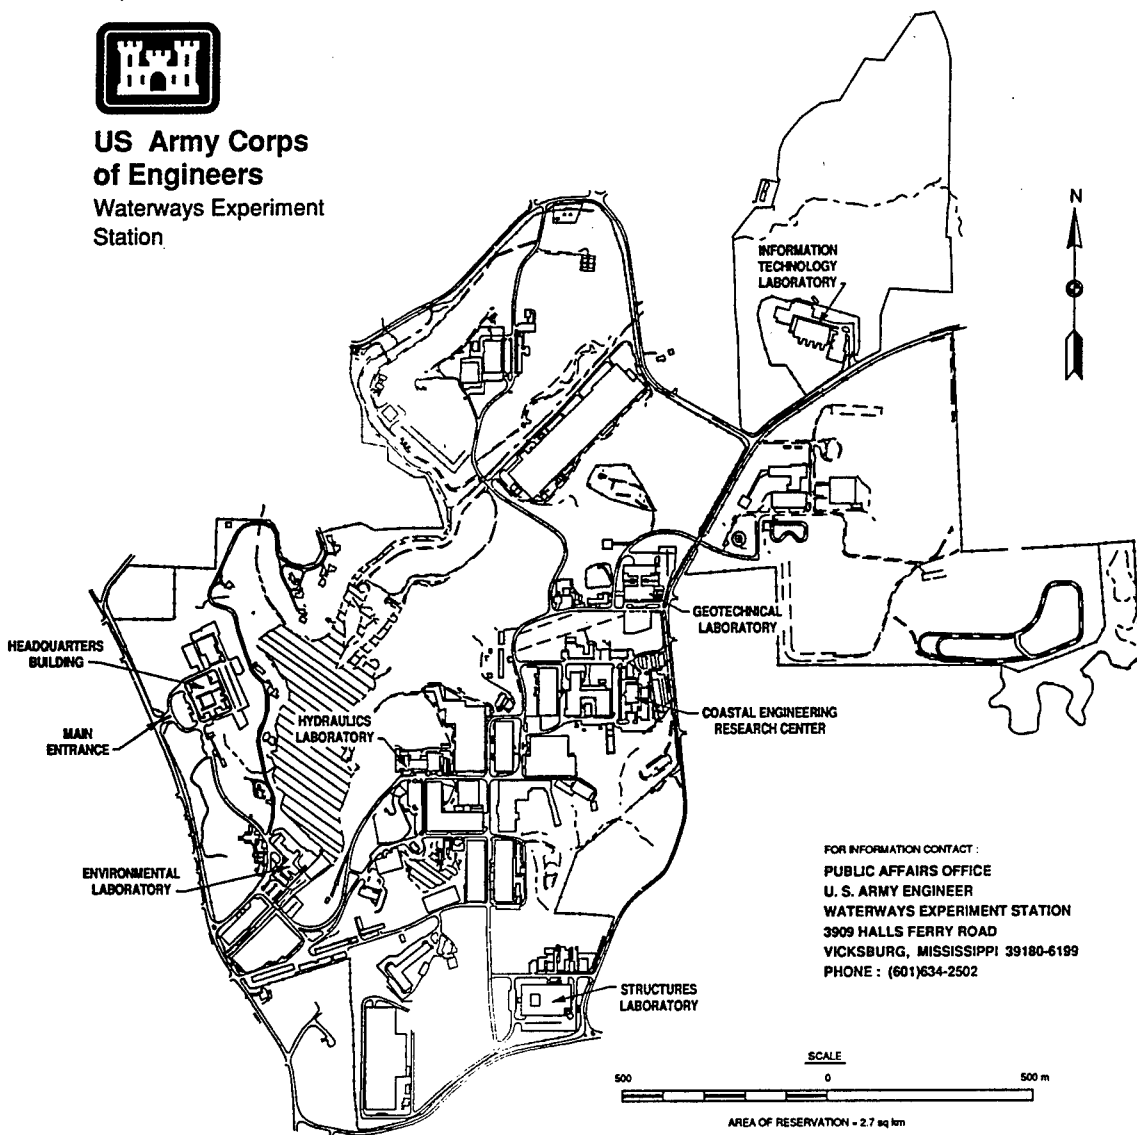 US Army Corps
of Engineers
Waterways Experiment
Station
N
INFORMATION
TECHNOLOGY
LABORATORY
GEOTECHNICAL
LABORATORY
HEADQUARTERS
BUILDING
MAIN
ENTRANCE
HYDRAULICS
LABORATORY
COASTAL ENGINEERING
RESEARCH CENTER
ENVIRONMENTAL
LABORATORY
STRUCTURES
LABORATORY
FOR INFORMATION CONTACT :
PUBLIC AFFAIRS OFFICE
U. S. ARMY ENGINEER
WATERWAYS EXPERIMENT STATION
3909 HALLS FERRY ROAD
VICKSBURG, MISSISSIPPI 39180-6199
PHONE : (601)634-2502
SCALE
500 0 500 m
AREA OF RESERVATION - 2.7 sq km